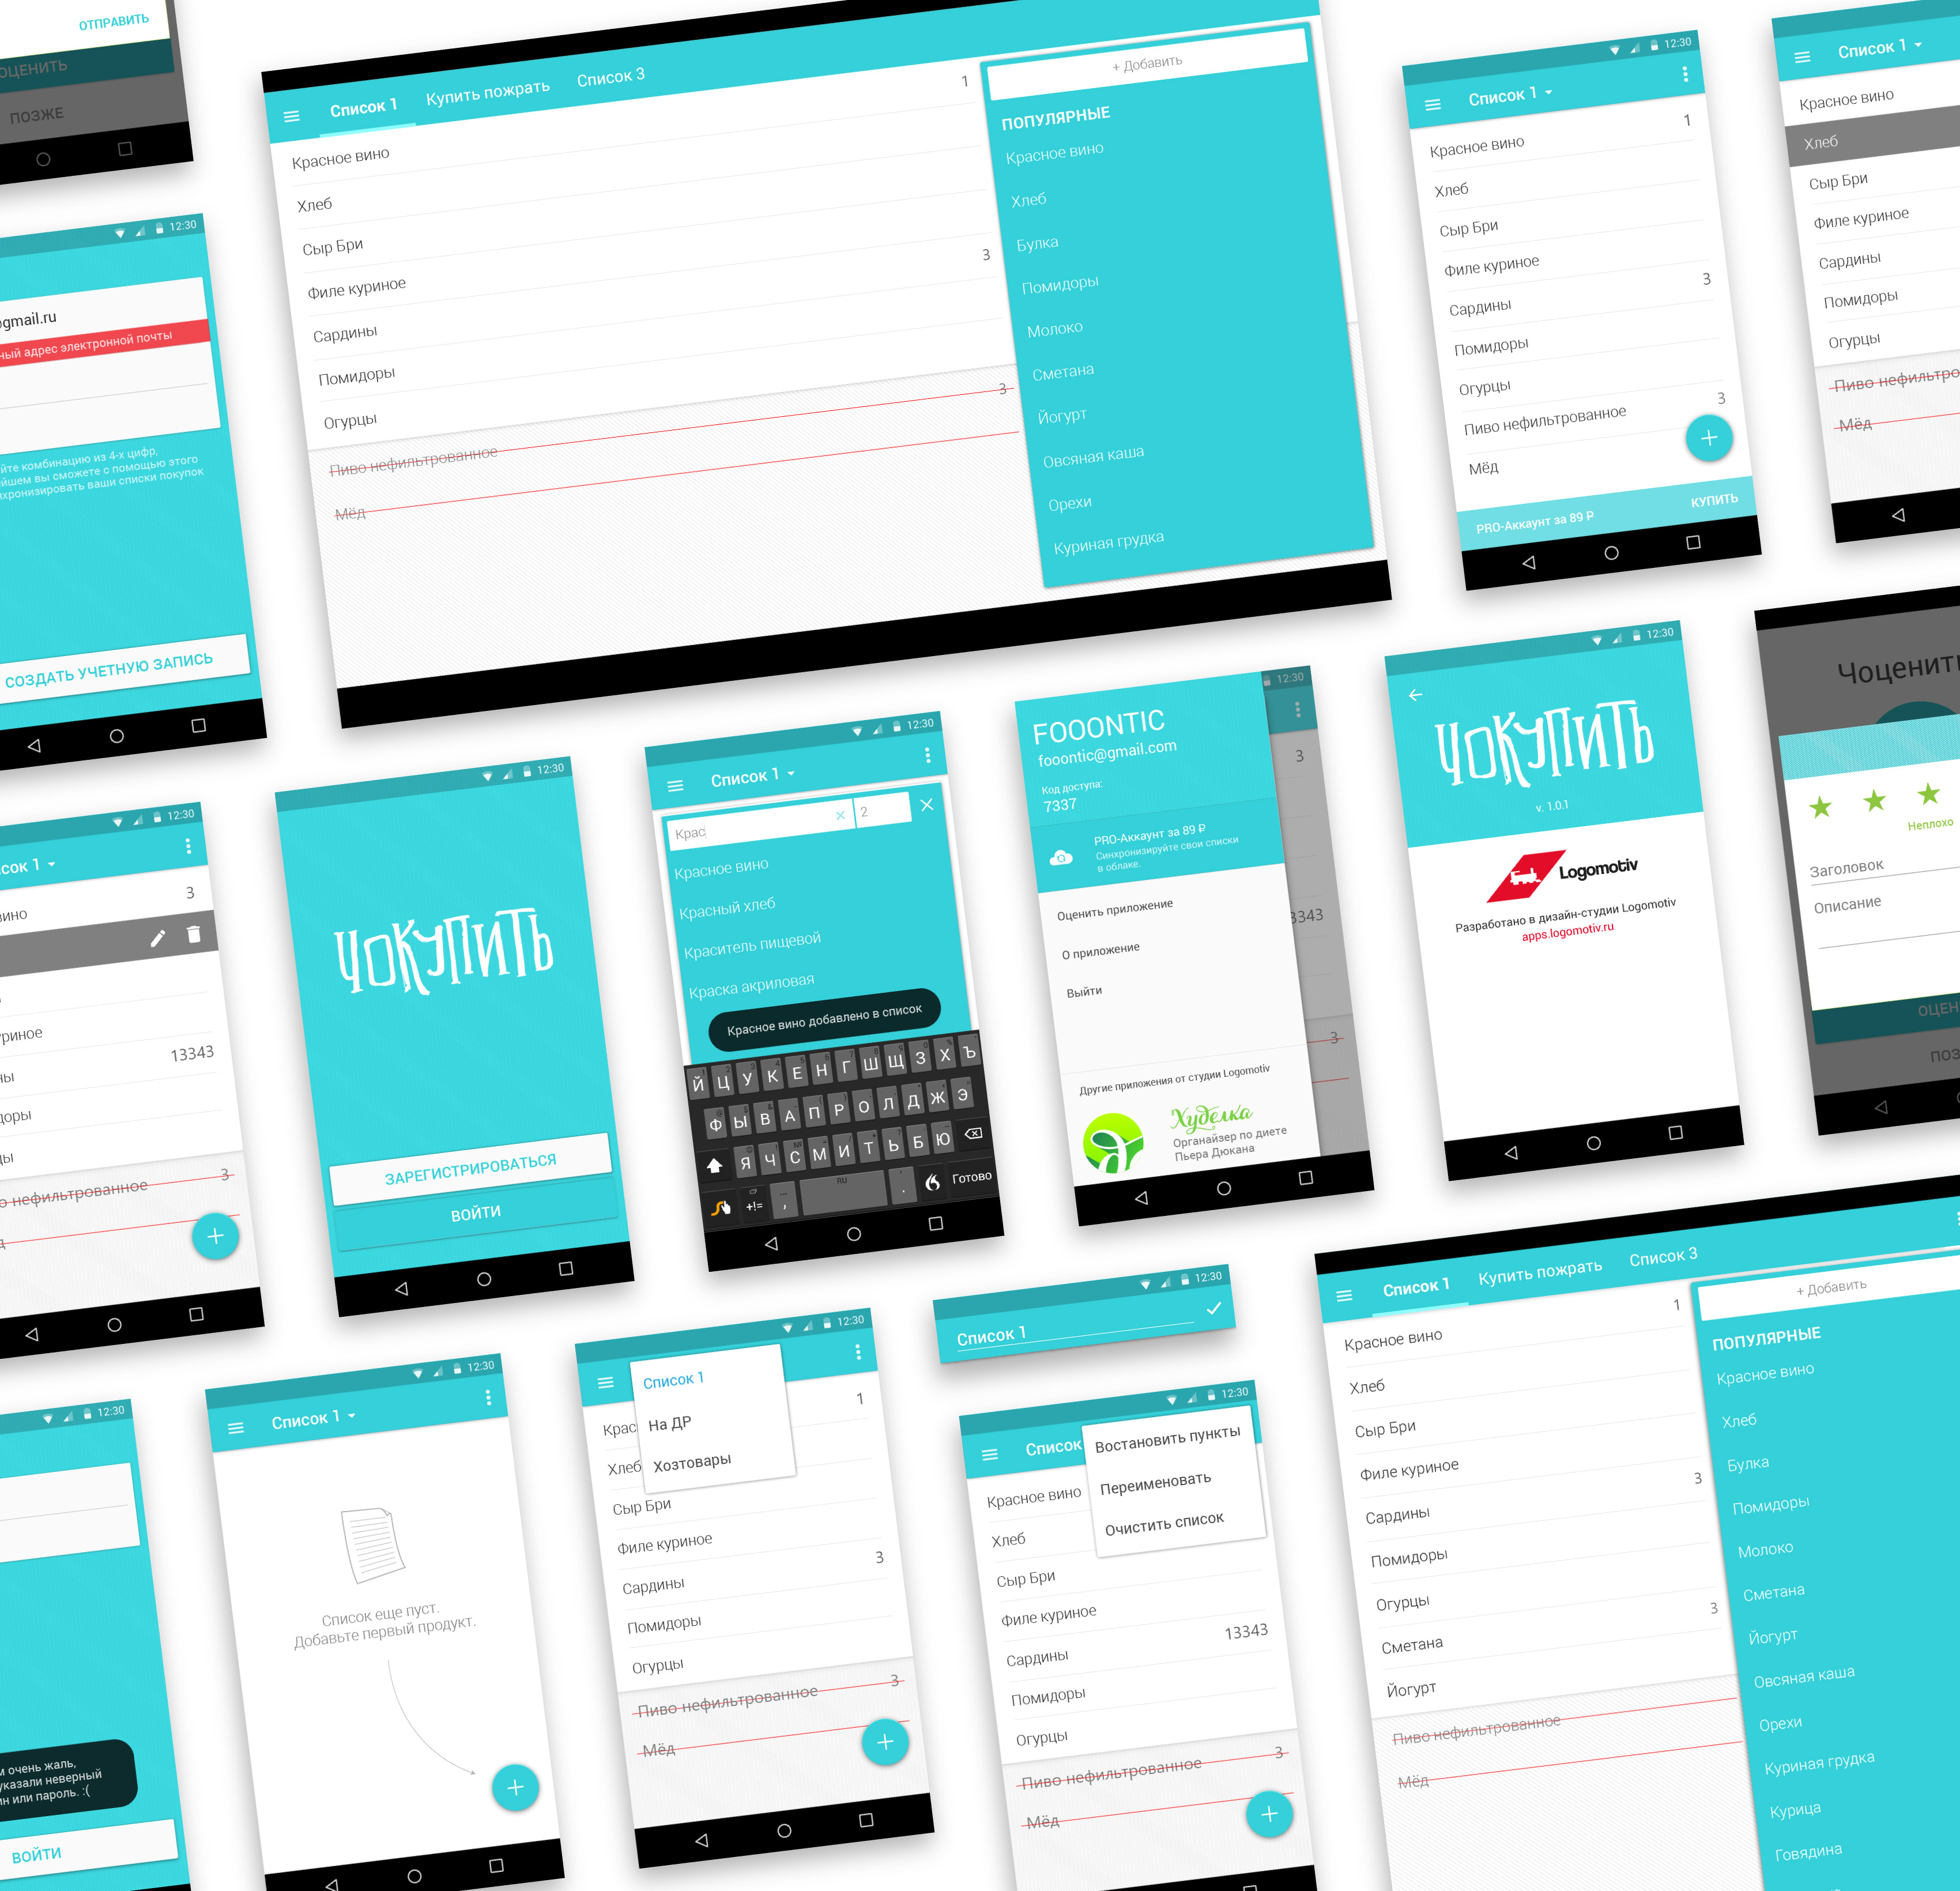 ОТПРАВИТЬ
ОЦЕНИТЬ
ПОЗЖЕ
Список 1 Купить пожрать Список 3
Красное вино 1
Хлеб
Сыр Бри
Филе куриное
Сардины 3
Помидоры
Огурцы
Пиво нефильтрованное 3
Мёд
+ Добавить
ПОПУЛЯРНЫЕ
Красное вино
Хлеб
Булка
Помидоры
Молоко
Сметана
Йогурт
Овсяная каша
Орехи
Куриная грудка
12:30
Список 1
Красное вино 1
Хлеб
Сыр Бри
Филе куриное
Сардины 3
Помидоры
Огурцы
Пиво нефильтрованное 3
Мёд
PRO-Аккаунт за 89 ₽ КУПИТЬ
Список 1
Красное вино
Хлеб
Сыр Бри
Филе куриное
Сардины
Помидоры
Огурцы
Пиво нефильтро
Мёд
12:30
gmail.ru
ный адрес электронной почты
йте комбинацию из 4-х цифр,
йшем вы сможете с помощью этого
хронизировать ваши списки покупок
СОЗДАТЬ УЧЕТНУЮ ЗАПИСЬ
12:30
сок 1
вино 3
уриное
ны 13343
доры
цы
о нефильтрованное 3
12:30
ЧОКУПИТЬ
ЗАРЕГИСТРИРОВАТЬСЯ
ВОЙТИ
12:30
Список 1
Крас 2
Красное вино
Красный хлеб
Краситель пищевой
Краска акриловая
Красное вино добавлено в список
Й Ц У К Е Н Г Ш Щ З Х Ъ
Ф Ы В А П Р О Л Д Ж Э
Я Ч С М И Т Ь Б Ю
+!= , RU . Готово
12:30
FOOONTIC
fooontic@gmail.com
Код доступа:
7337
PRO-Аккаунт за 89 ₽
Синхронизируйте свои списки
в облаке.
Оценить приложение
О приложение
Выйти
Другие приложения от студии Logomotiv
Худелка
Органайзер по диете
Пьера Дюкана
3
3343
3
12:30
ЧОКУПИТЬ
v. 1.0.1
Logomotiv
Разработано в дизайн-студии Logomotiv
apps.logomotiv.ru
Чоценит
Неплохо
Заголовок
Описание
ОЦЕН
ПОЗ
12:30
м очень жаль,
указали неверный
ин или пароль. :(
ВОЙТИ
12:30
Список 1
Список еще пуст.
Добавьте первый продукт.
12:30
Список 1
На ДР
Хозтовары
Крас 1
Хлеб
Сыр Бри
Филе куриное
Сардины 3
Помидоры
Огурцы
Пиво нефильтрованное 3
Мёд
12:30
Список 1
12:30
Список
Востановить пункты
Переименовать
Очистить список
Красное вино
Хлеб
Сыр Бри
Филе куриное
Сардины 13343
Помидоры
Огурцы
Пиво нефильтрованное 3
Мёд
Список 1 Купить пожрать Список 3
Красное вино 1
Хлеб
Сыр Бри
Филе куриное
Сардины 3
Помидоры
Огурцы
Сметана 3
Йогурт
Пиво нефильтрованное
Мёд
+ Добавить
ПОПУЛЯРНЫЕ
Красное вино
Хлеб
Булка
Помидоры
Молоко
Сметана
Йогурт
Овсяная каша
Орехи
Куриная грудка
Курица
Говядина